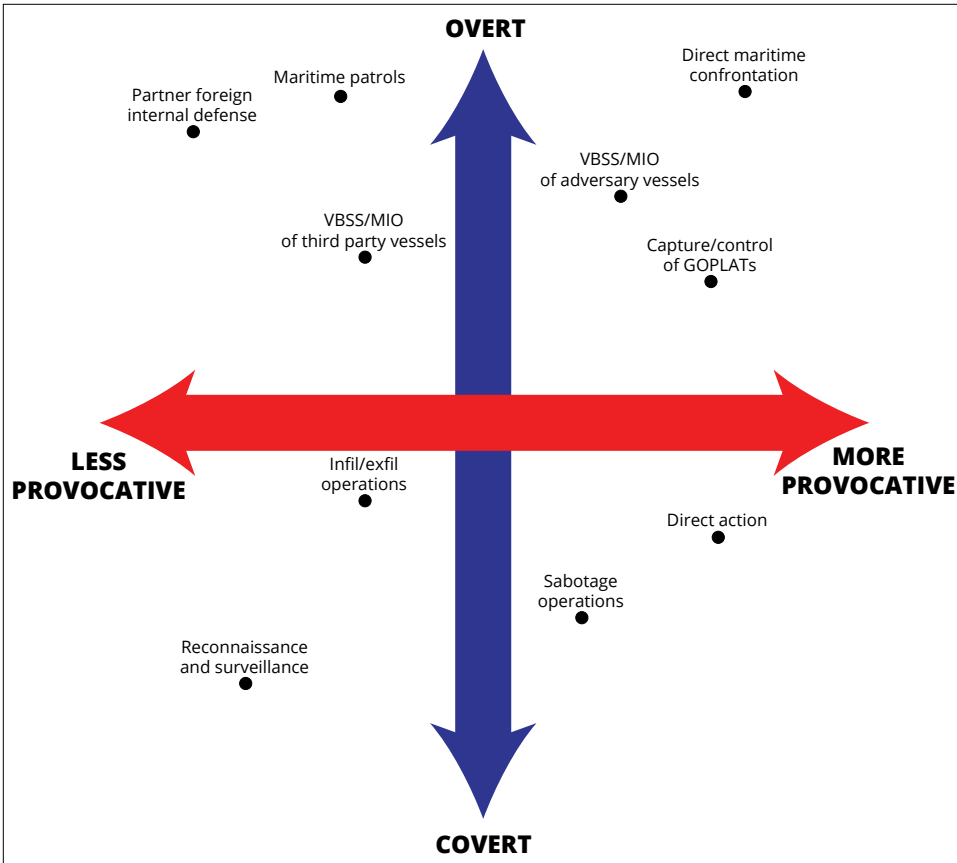 OVERT
Direct maritime
confrontation
Maritime patrols
Partner foreign
internal defense
VBSS/MIO
of adversary vessels
VBSS/MIO
of third party vessels
Capture/control
of GOPLATs
LESS
PROVOCATIVE
MORE
PROVOCATIVE
Infil/exfil
operations
Direct action
Sabotage
operations
Reconnaissance
and surveillance
COVERT